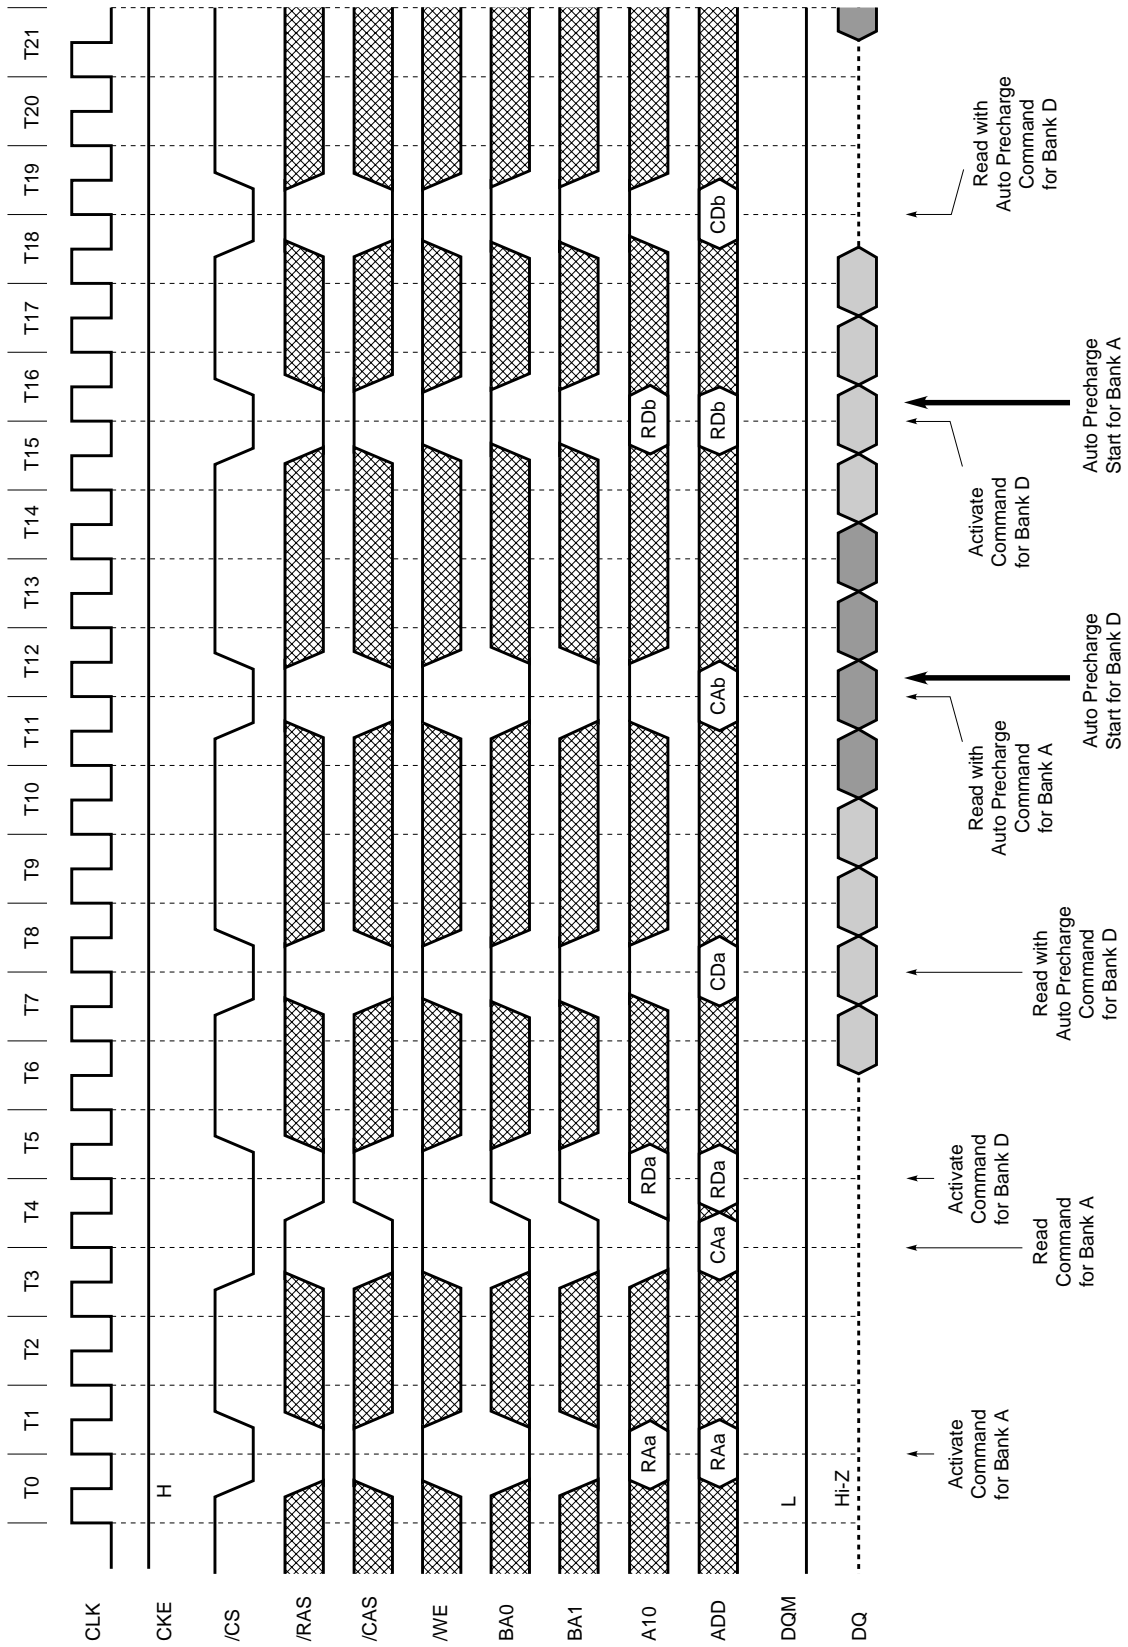 T0
T1
T2
T3
T4
T5
T6
T7
T8
T9
T10
T11
T12
T13
T14
T15
T16
T17
T18
T19
T20
T21
CLK
CKE
H
/CS
/RAS
/CAS
/WE
BA0
BA1
A10
RAa
RDa
RDb
ADD
RAa
CAa
RDa
CDa
CAb
RDb
CDb
DQM
L
DQ
Hi-Z
Activate
Command
for Bank A
Read
Command
for Bank A
Activate
Command
for Bank D
Read with
Auto Precharge
Command
for Bank D
Read with
Auto Precharge
Command
for Bank A
Auto Precharge
Start for Bank D
Activate
Command
for Bank D
Auto Precharge
Start for Bank A
Read with
Auto Precharge
Command
for Bank D